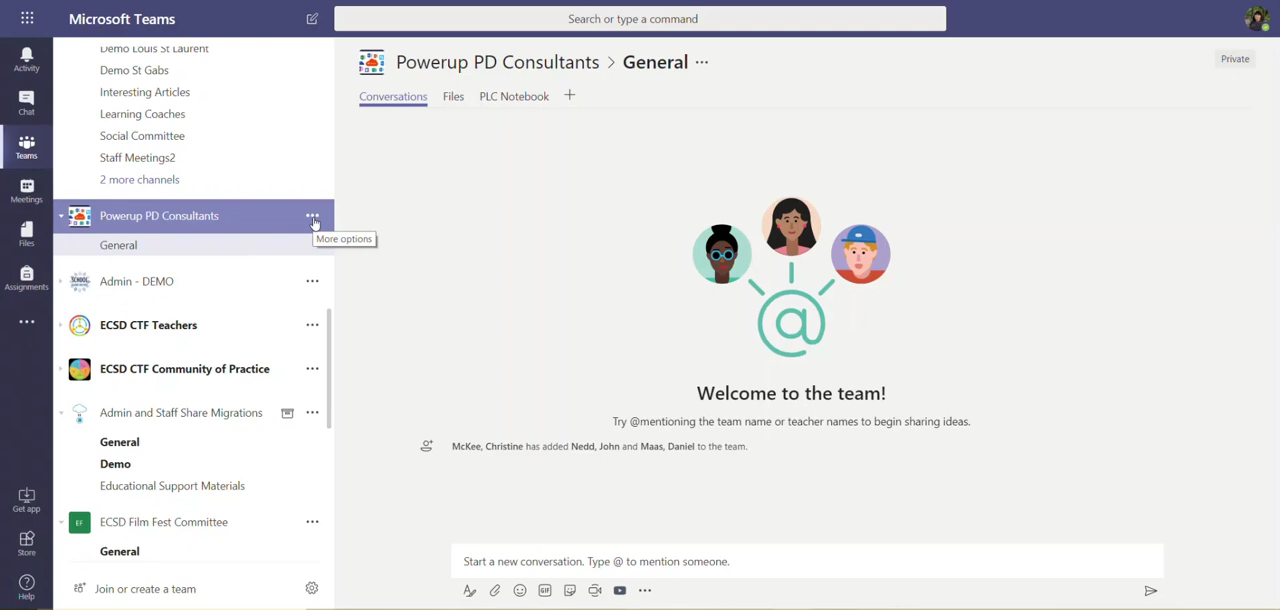 Microsoft Teams
Search or type a command
Activity
Chat
Teams
Meetings
Files
Assignments
Get app
Store
Help
Demo Louis St Laurent
Demo St Gabs
Interesting Articles
Learning Coaches
Social Committee
Staff Meetings2
2 more channels
Powerup PD Consultants
More options
General
Admin - DEMO
ECSD CTF Teachers
ECSD CTF Community of Practice
Admin and Staff Share Migrations
General
Demo
Educational Support Materials
EF ECSD Film Fest Committee
General
Join or create a team
Powerup PD Consultants > General ...
Private
Conversations Files PLC Notebook +
@
Welcome to the team!
Try @mentioning the team name or teacher names to begin sharing ideas.
McKee, Christine has added Nedd, John and Maas, Daniel to the team.
Start a new conversation. Type @ to mention someone.
GIF